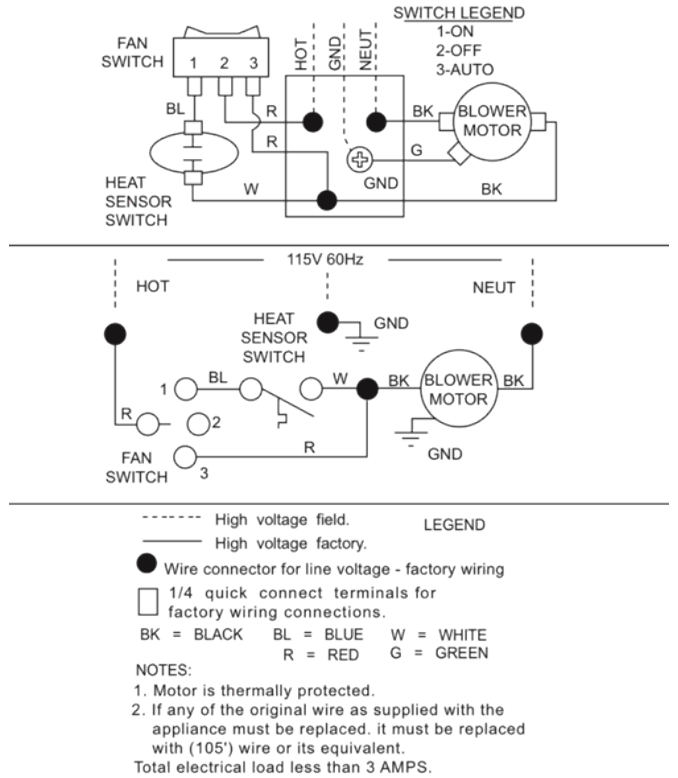 SWITCH LEGEND
1-ON
2-OFF
3-AUTO
FAN
SWITCH
1 2 3
HOT
GND
NEUT
BL
R
R
BK
BLOWER
MOTOR
G
GND
HEAT
SENSOR
SWITCH
W
BK
115V 60Hz
HOT
NEUT
HEAT
SENSOR
SWITCH
GND
1
BL
W
BK
BLOWER
MOTOR
BK
R
2
R
GND
FAN
SWITCH
3
High voltage field.
LEGEND
High voltage factory.
Wire connector for line voltage - factory wiring
1/4 quick connect terminals for
factory wiring connections.
BK = BLACK BL = BLUE W = WHITE
R = RED G = GREEN
NOTES:
1. Motor is thermally protected.
2. If any of the original wire as supplied with the
appliance must be replaced. it must be replaced
with (105') wire or its equivalent.
Total electrical load less than 3 AMPS.